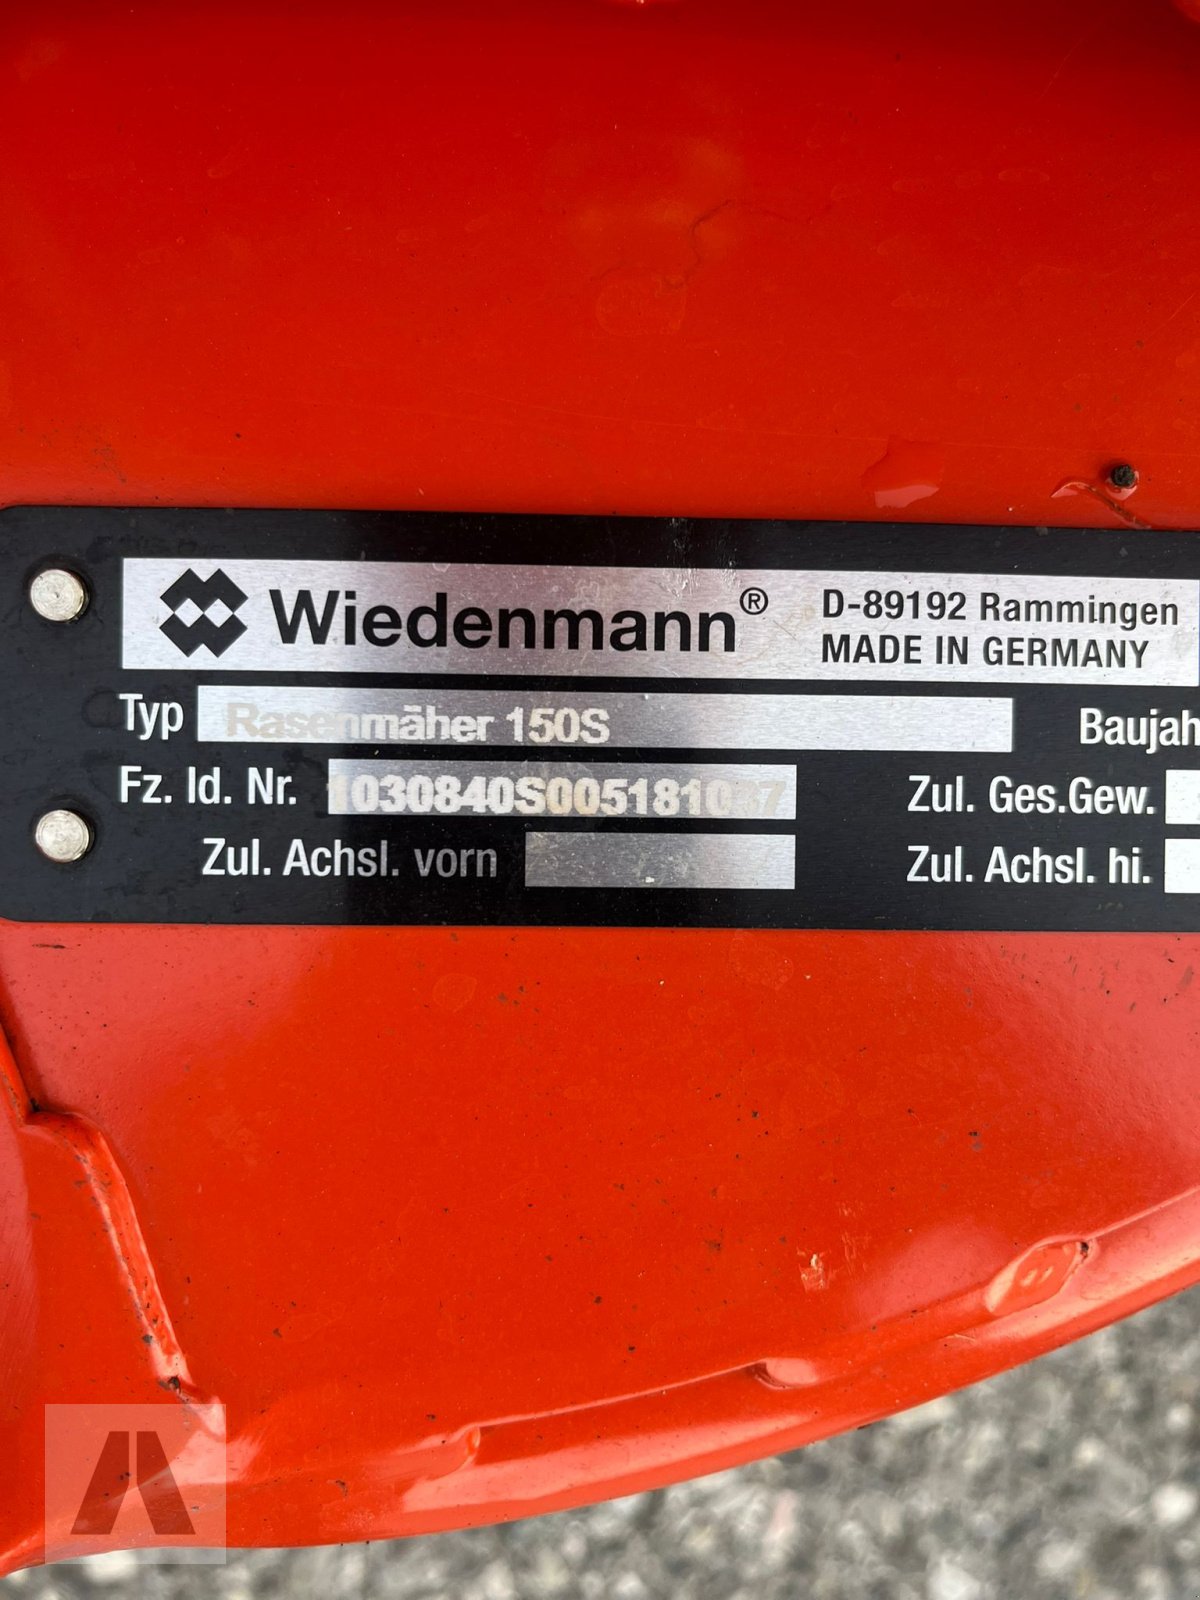 Wiedenmann® D-89192 Rammingen
MADE IN GERMANY
Typ Rasenmäher 150S Baujah
Fz. Id. Nr. 1030840S005181037 Zul. Ges.Gew.
Zul. Achsl. vorn Zul. Achsl. hi.